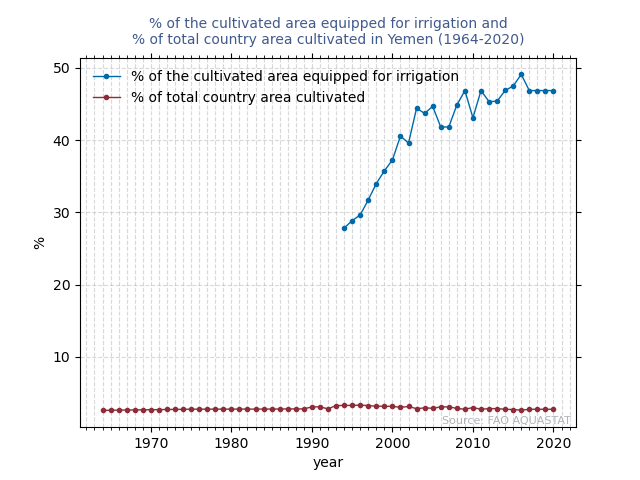 % of the cultivated area equipped for irrigation and
% of total country area cultivated in Yemen (1964-2020)
% of the cultivated area equipped for irrigation
% of total country area cultivated
50
40
30
20
10
%
Source: FAO AQUASTAT
1970 1980 1990 2000 2010 2020
year